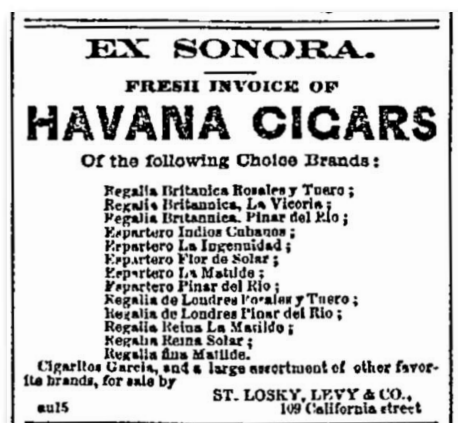 EX SONORA.
FRESH INVOICE OF
HAVANA CIGARS
Of the following Choice Brands:
Regalia Britanica Rosales y Tuero;
Regalia Britannica, La Vicoria;
Regalia Britannica, Pinar del Rio;
Espartero Indios Cubanos;
Espartero La Ingenuidad;
Espartero Flor de Solar;
Espartero La Matilde;
Espartero Pinar del Rio;
Regalia de Londres Rosales y Tuero;
Regalia de Londres Pinar del Rio;
Regalia Reina La Matilde;
Regalia Reina Solar;
Regalia fina Matilde.
Cigaritos Garcia, and a large assortment of other favor-
ite brands, for sale by
ST. LOSKY, LEVY & CO.,
au15 109 California street